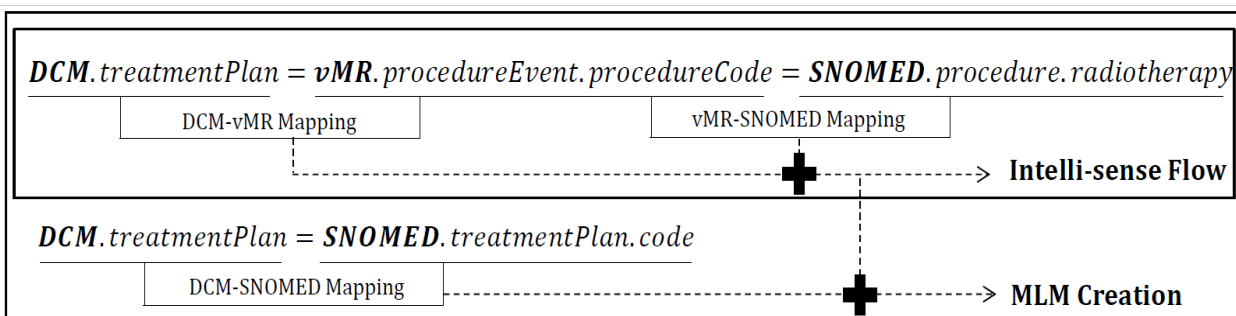 DCM.treatmentPlan = vMR.procedureEvent.procedureCode = SNOMED.procedure.radiotherapy
DCM-vMR Mapping vMR-SNOMED Mapping
Intelli-sense Flow
DCM.treatmentPlan = SNOMED.treatmentPlan.code
DCM-SNOMED Mapping
MLM Creation